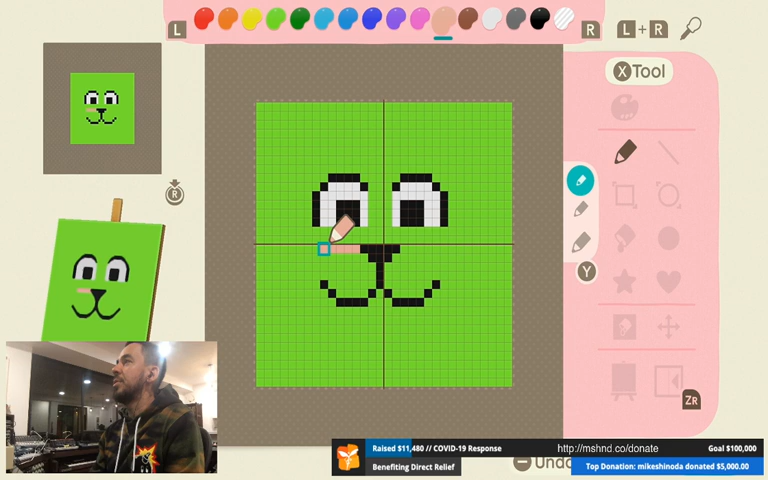 L
R
L + R
X Tool
R
Y
ZR
Raised $11,480 // COVID-19 Response
http://mshnd.co/donate
Goal $100,000
Benefiting Direct Relief
Undo
Top Donation: mikeshinoda donated $5,000.00